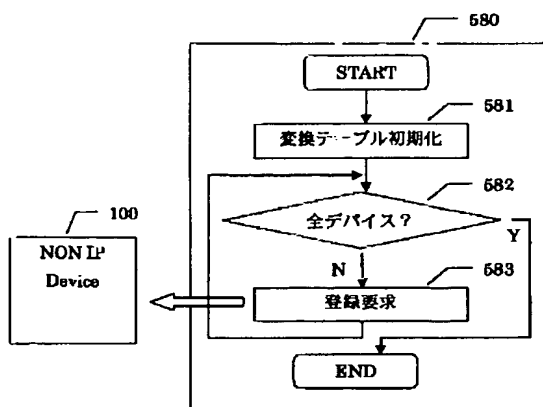 580
START
581
変換テーブル初期化
582
全デバイス?
Y
N
583
登録要求
END
100
NON IP
Device